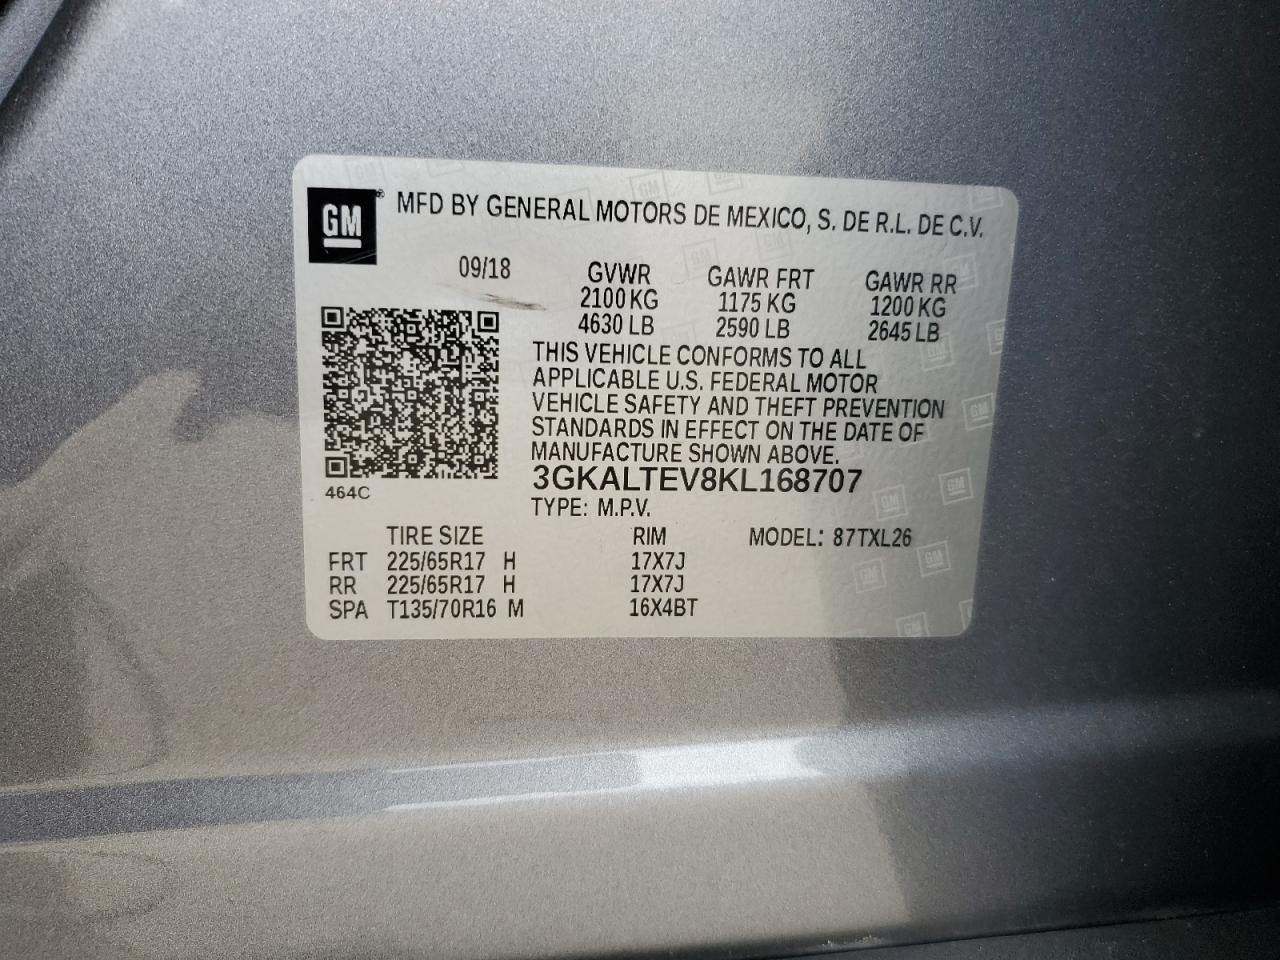 GM® MFD BY GENERAL MOTORS DE MEXICO, S. DE R.L. DE C.V.
09/18 GVWR GAWR FRT GAWR RR
2100 KG 1175 KG 1200 KG
4630 LB 2590 LB 2645 LB
THIS VEHICLE CONFORMS TO ALL
APPLICABLE U.S. FEDERAL MOTOR
VEHICLE SAFETY AND THEFT PREVENTION
STANDARDS IN EFFECT ON THE DATE OF
MANUFACTURE SHOWN ABOVE.
3GKALTEV8KL168707
464C
TYPE: M.P.V.
TIRE SIZE RIM MODEL: 87TXL26
FRT 225/65R17 H 17X7J
RR 225/65R17 H 17X7J
SPA T135/70R16 M 16X4BT